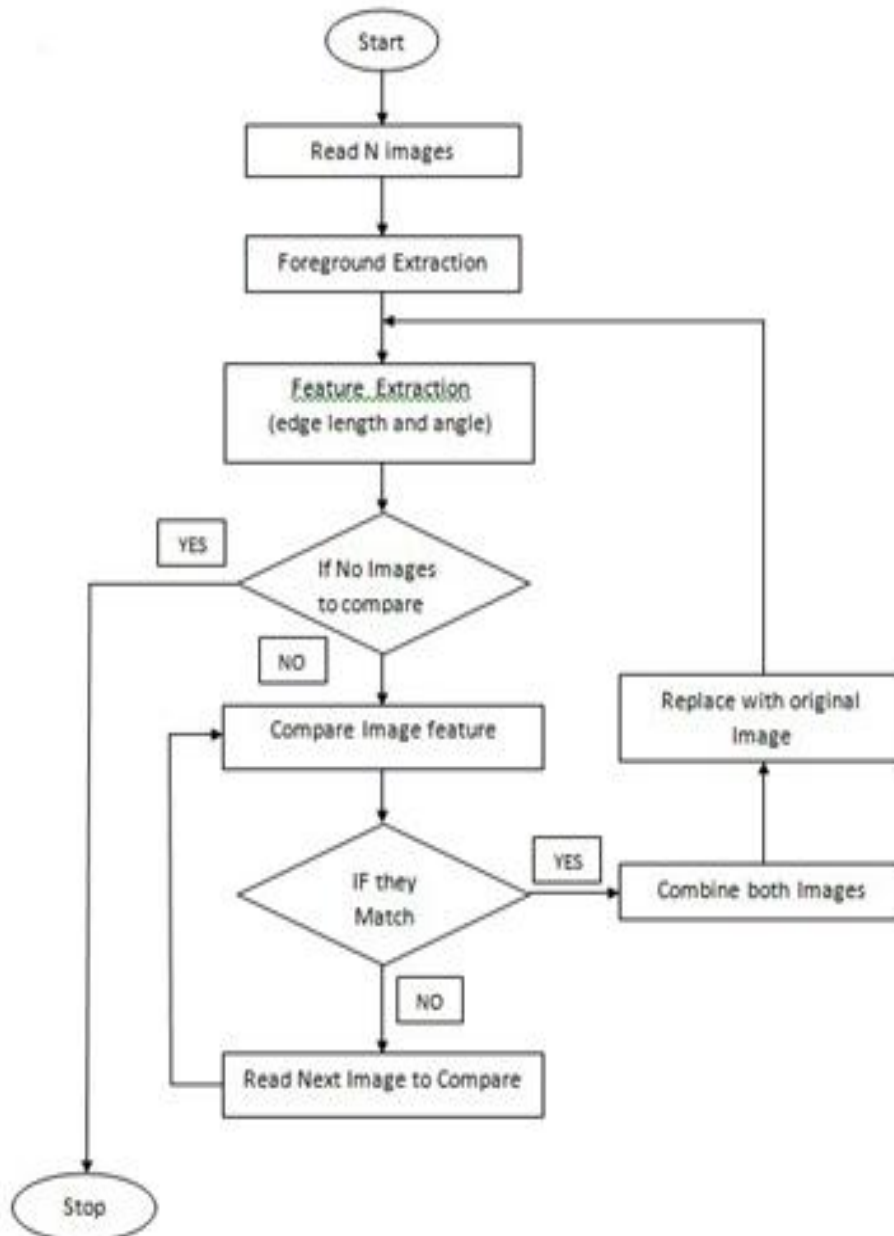 Start
Read N images
Foreground Extraction
Feature Extraction
(edge length and angle)
YES
If No Images
to compare
NO
Compare Image feature
Replace with original
Image
IF they
Match
YES
Combine both Images
NO
Read Next Image to Compare
Stop